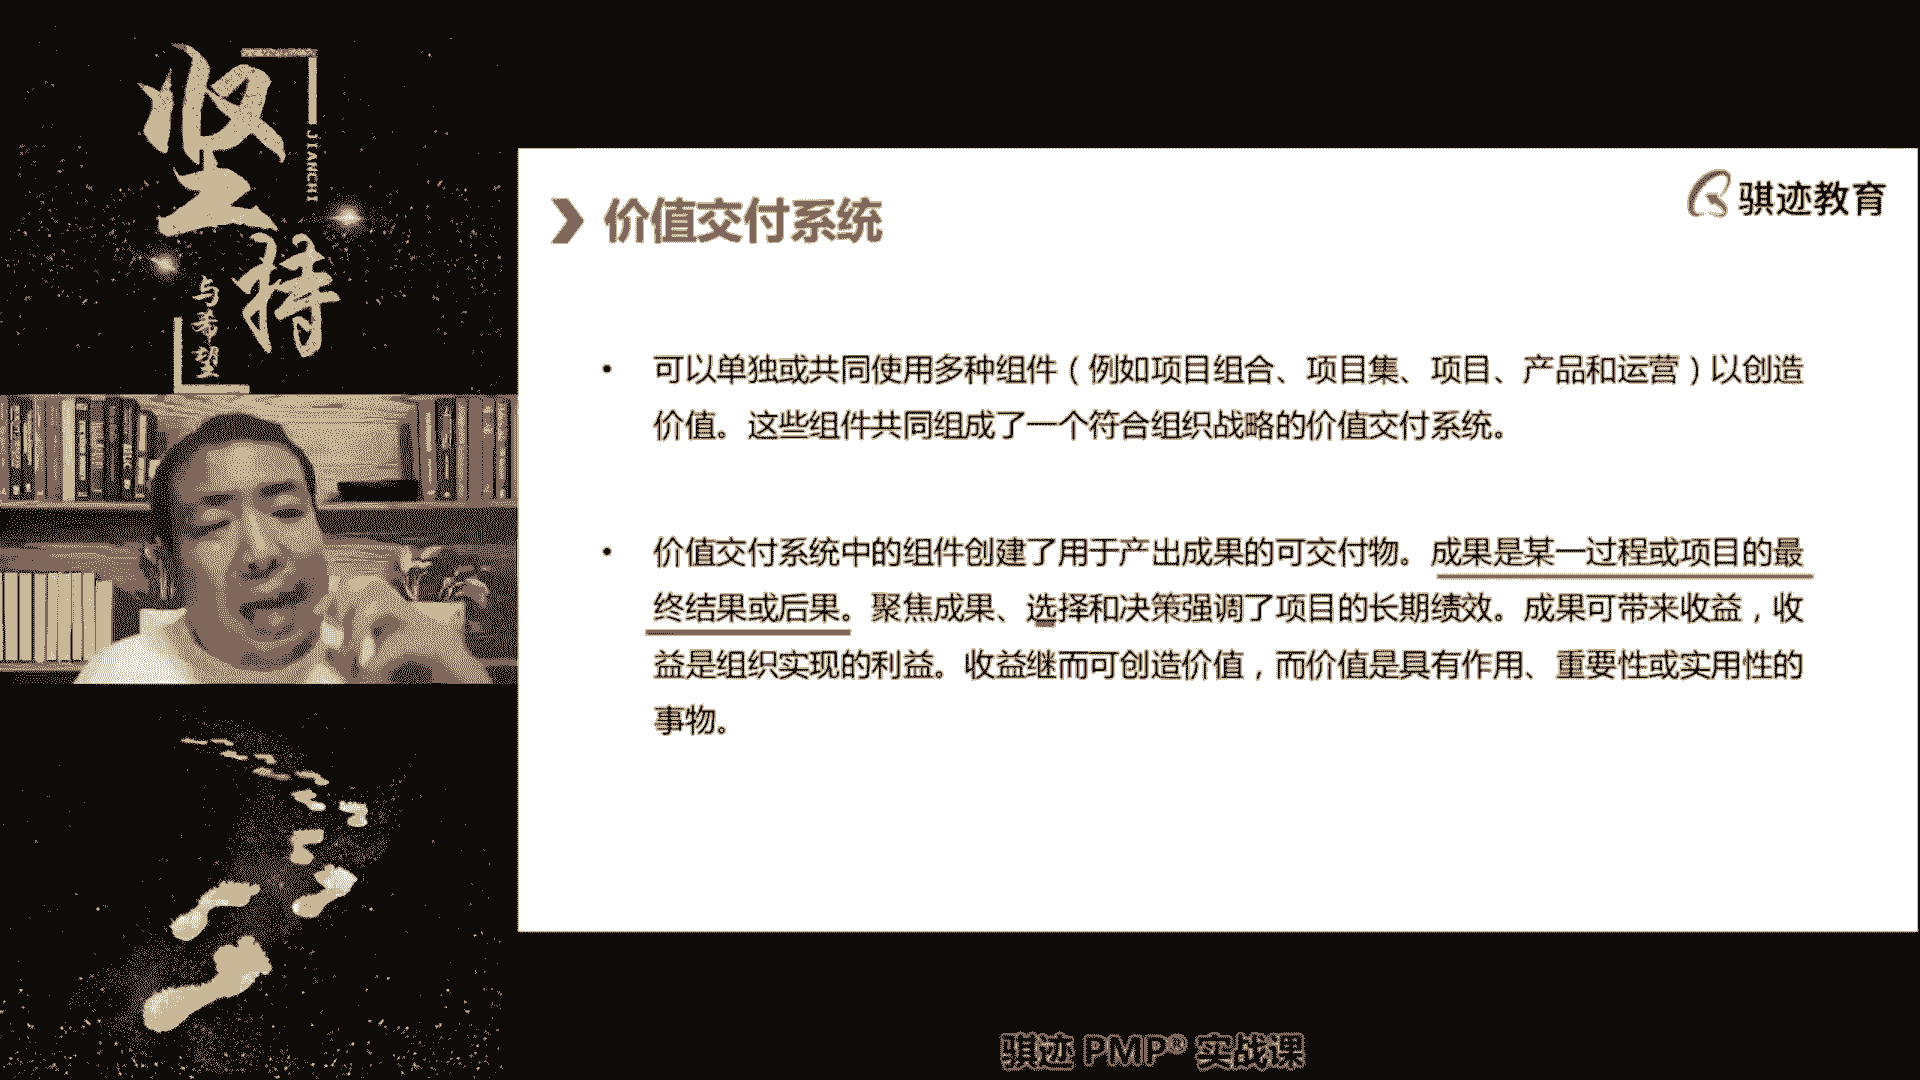 坚持
JIANCHI
与希望
骐迹教育
价值交付系统
• 可以单独或共同使用多种组件（例如项目组合、项目集、项目、产品和运营）以创造
价值。这些组件共同组成了一个符合组织战略的价值交付系统。
• 价值交付系统中的组件创建了用于产出成果的可交付物。成果是某一过程或项目的最
终结果或后果。聚焦成果、选择和决策强调了项目的长期绩效。成果可带来收益，收
益是组织实现的利益。收益继而可创造价值，而价值是具有作用、重要性或实用性的
事物。
骐迹 PMP® 实战课